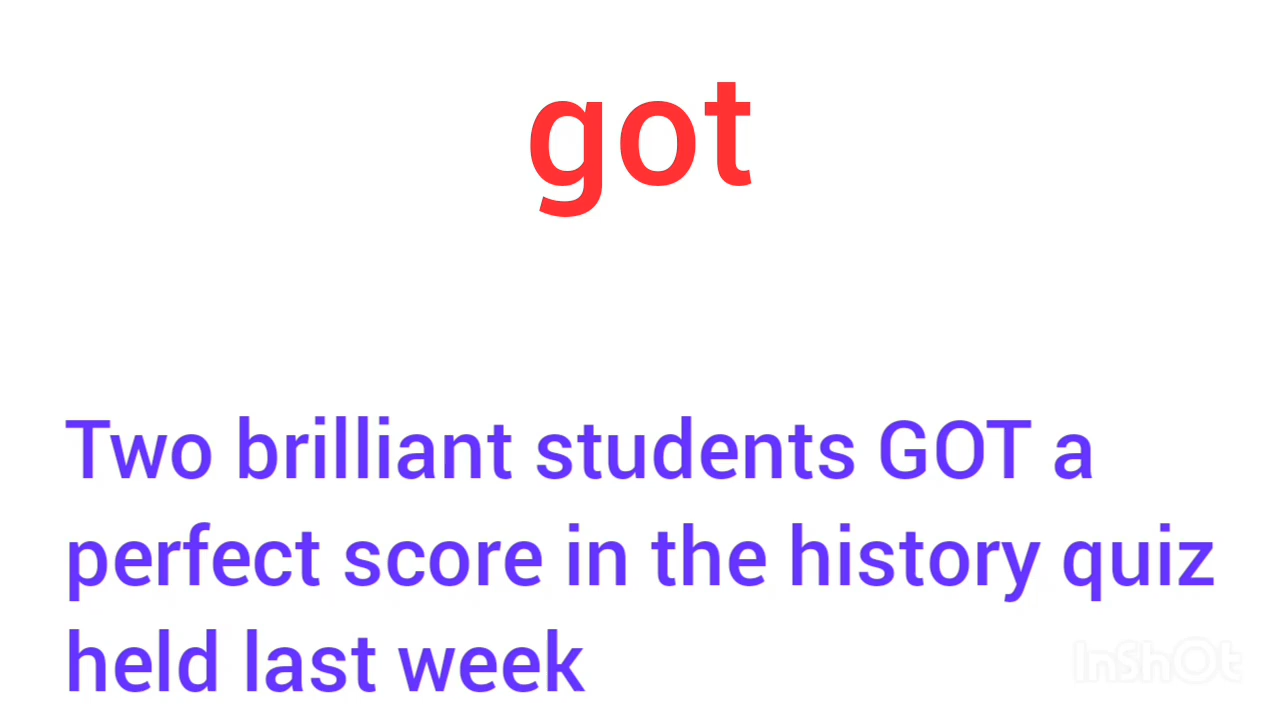 got
Two brilliant students GOT a
perfect score in the history quiz
held last week
InShOt